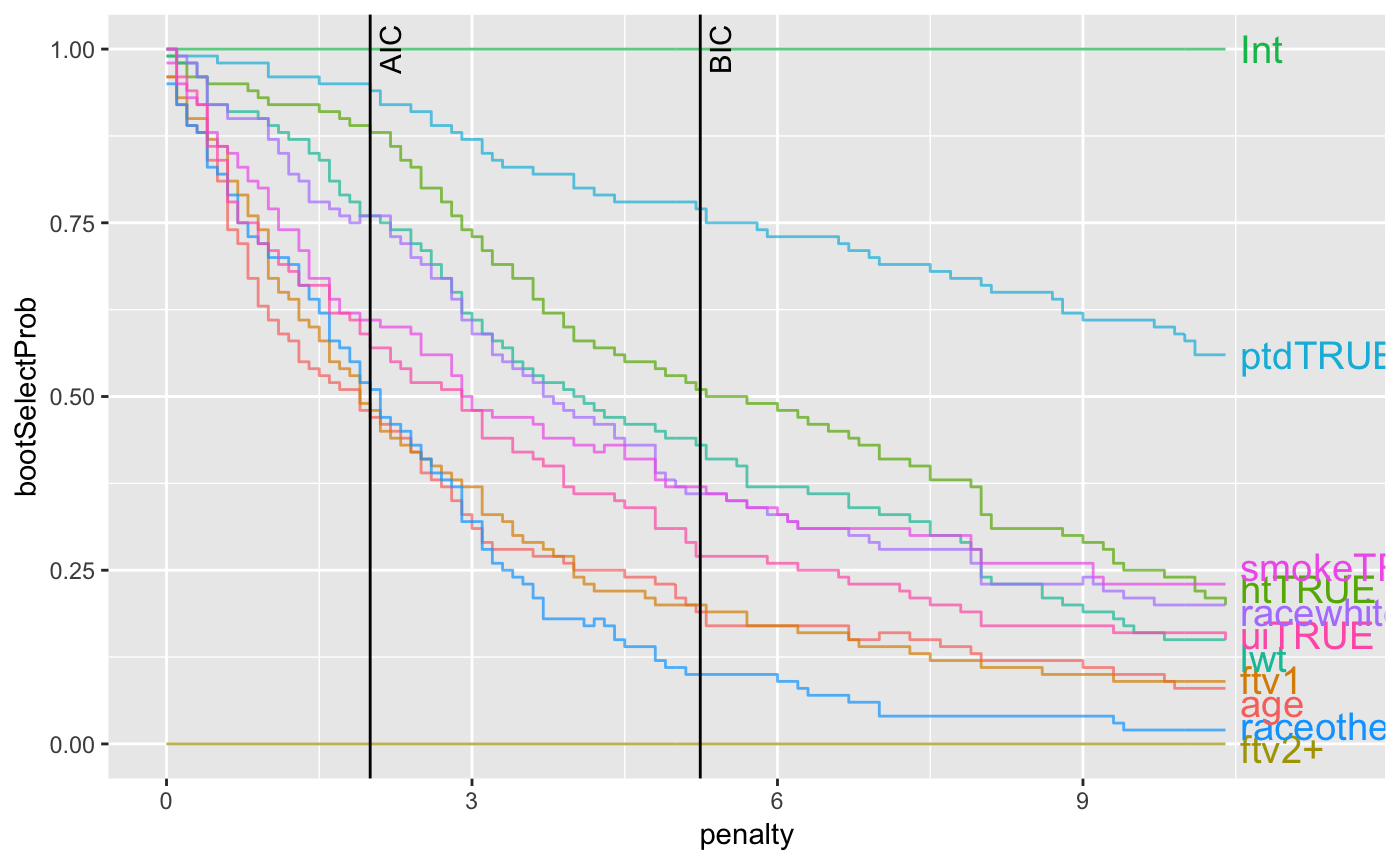 AIC
BIC
1.00
0.75
0.50
0.25
0.00
bootSelectProb
Int
ptdTRUE
smokeTR
htTRUE
racewhite
uiTRUE
lwt
ftv1
age
raceothe
ftv2+
0
3
6
9
penalty